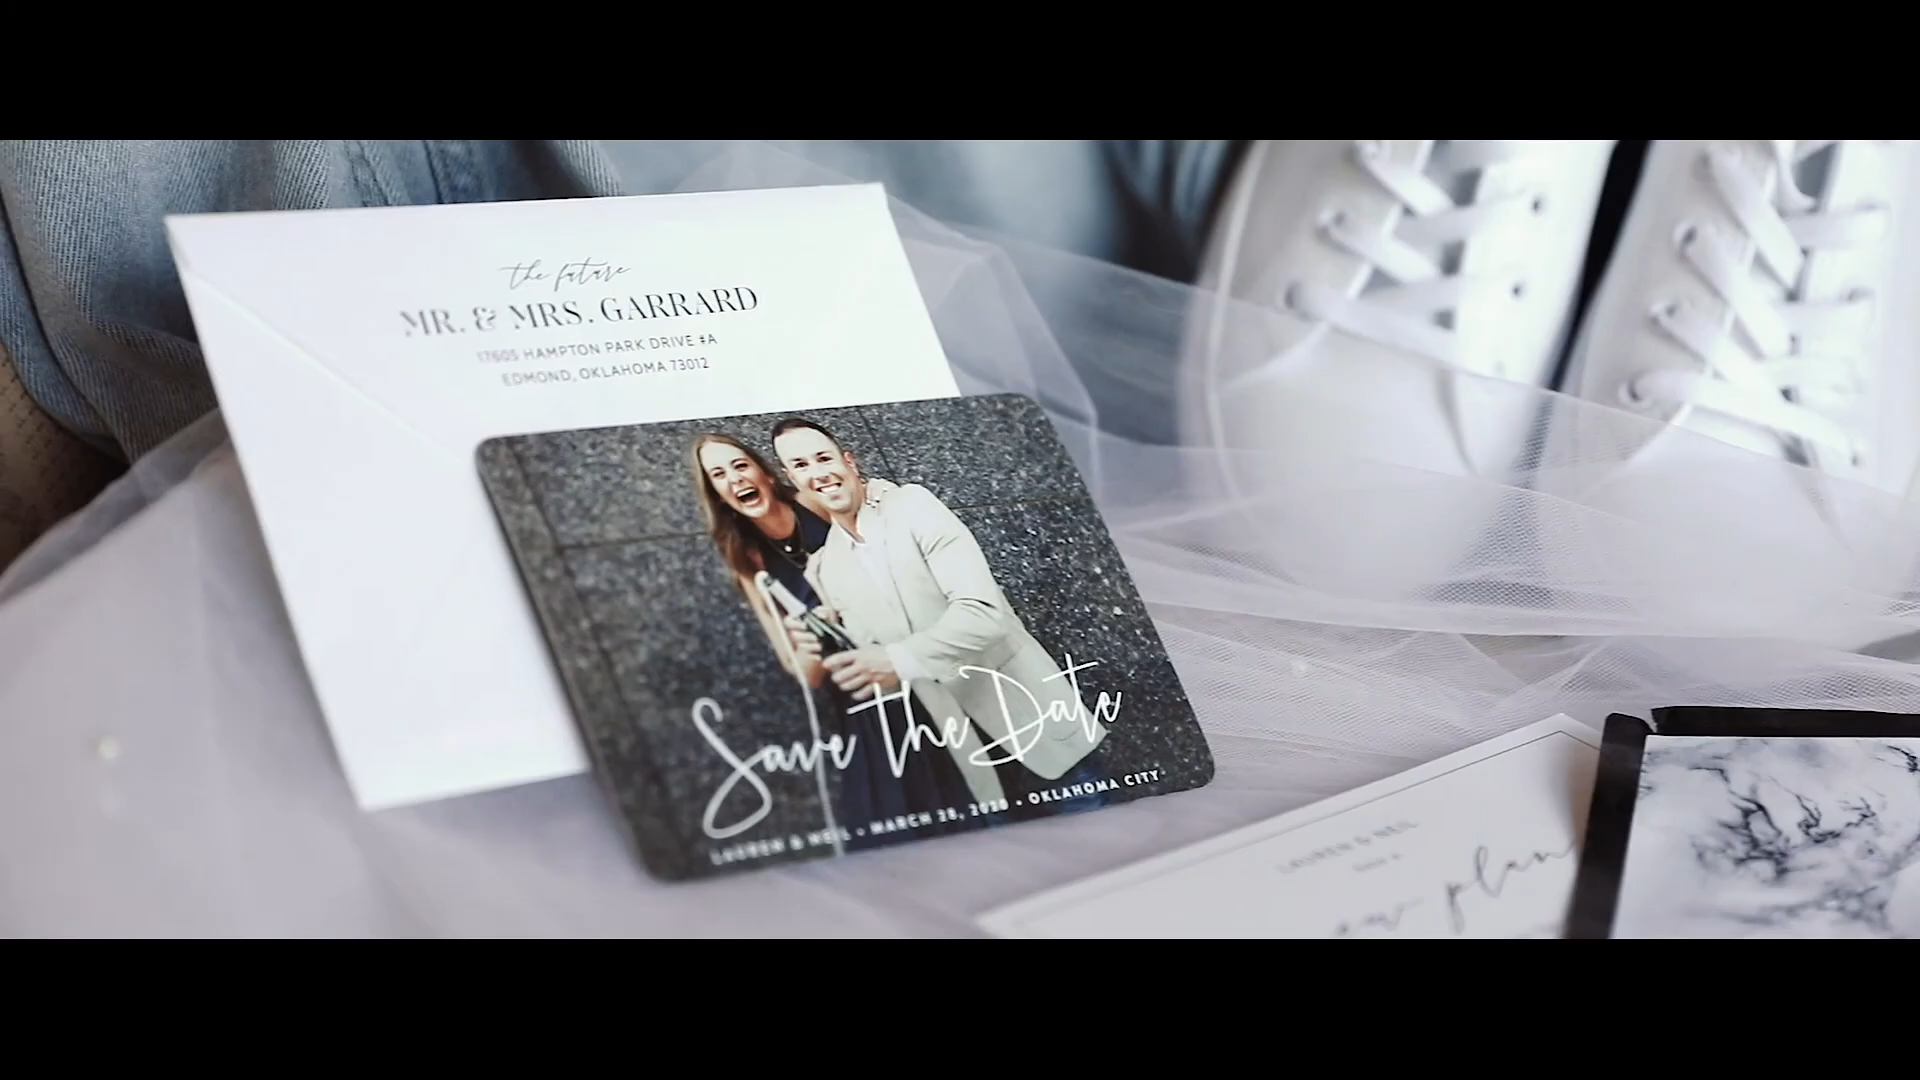 the future
MR. & MRS. GARRARD
17605 HAMPTON PARK DRIVE #A
EDMOND, OKLAHOMA 73012
Save the Date
LAUREN & NEIL • MARCH 28, 2020 • OKLAHOMA CITY
LAUREN & NEIL
plan